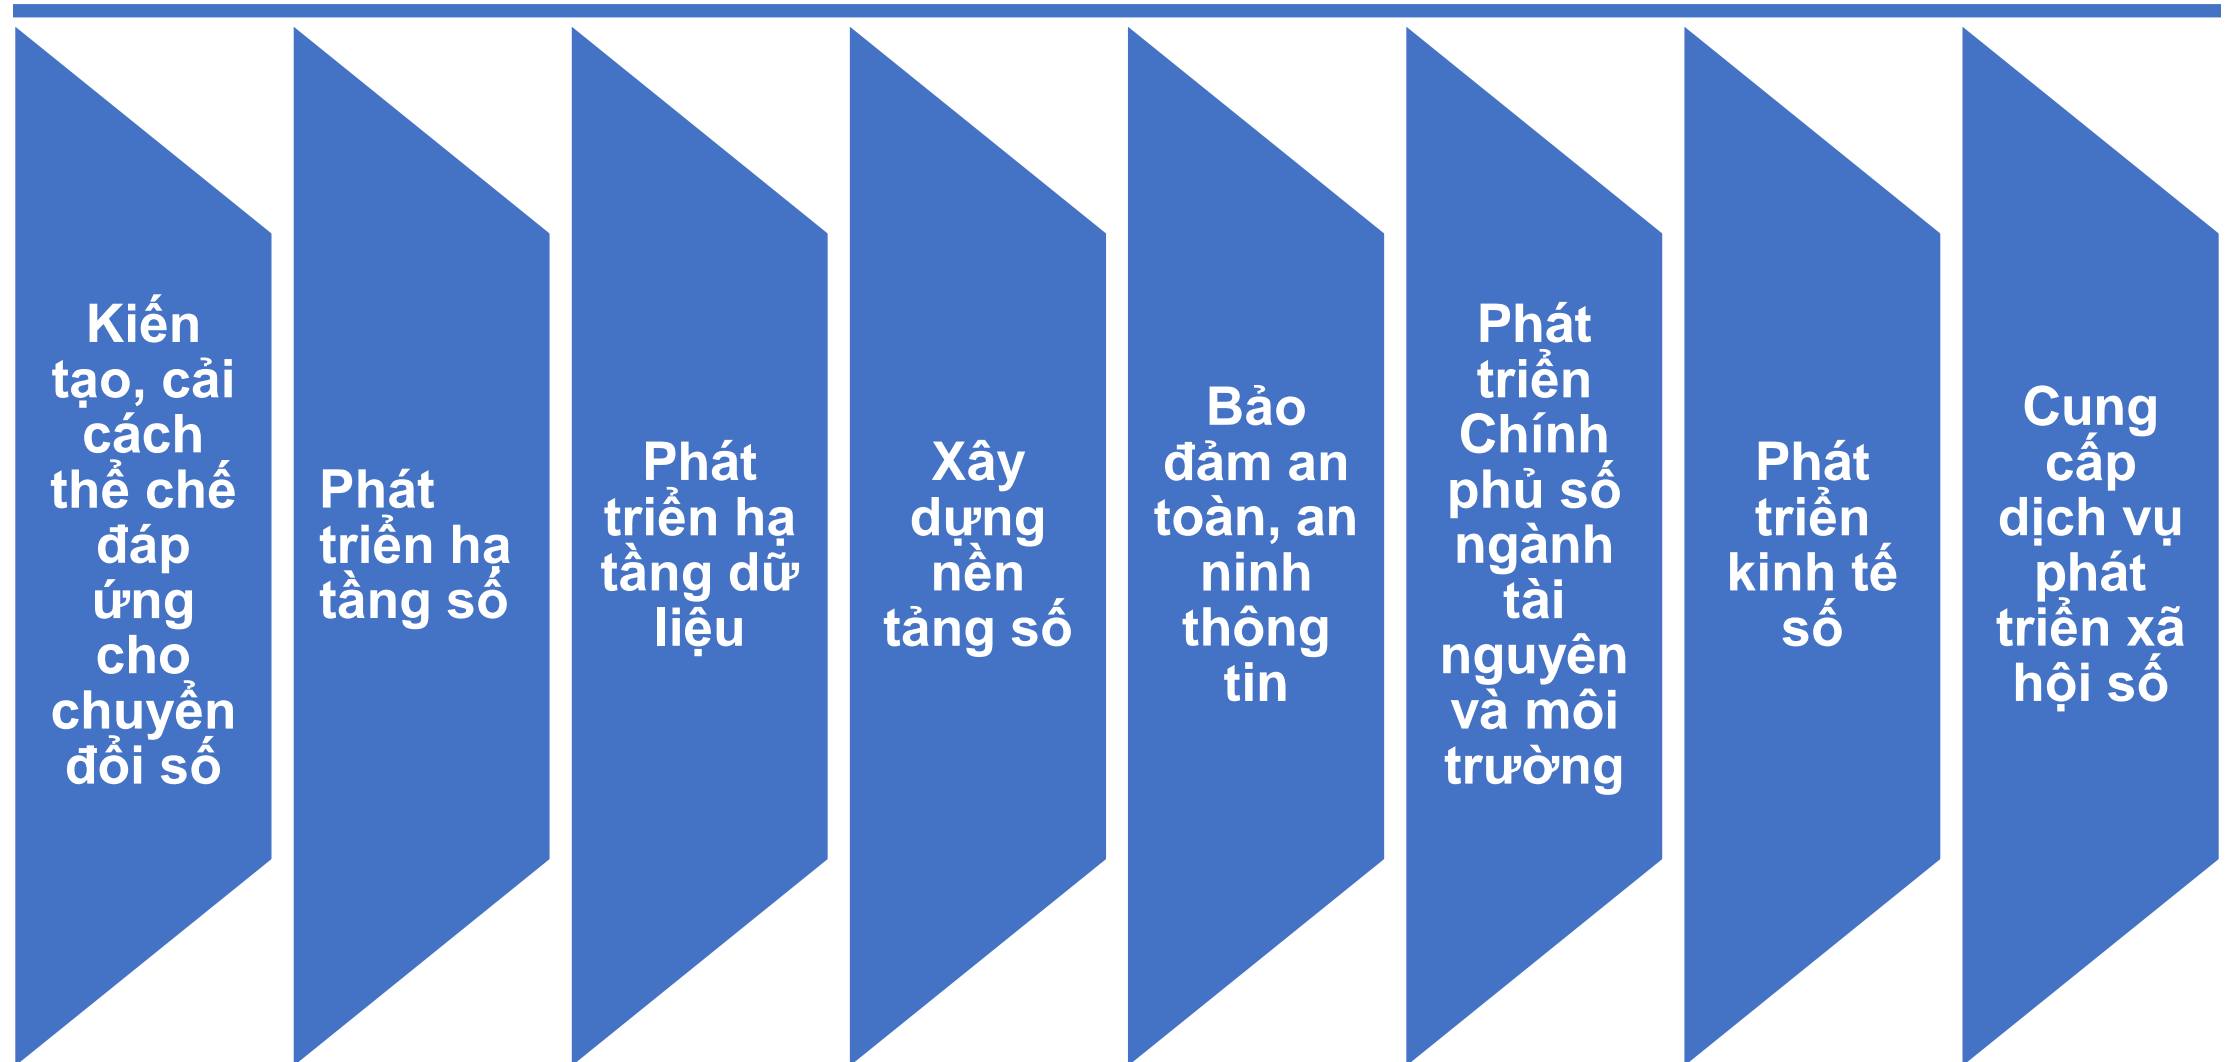 Kiến
tạo, cải
cách
thể chế
đáp
ứng
cho
chuyển
đổi số
Phát
triển hạ
tầng số
Phát
triển hạ
tầng dữ
liệu
Xây
dựng
nền
tảng số
Bảo
đảm an
toàn, an
ninh
thông
tin
Phát
triển
Chính
phủ số
ngành
tài
nguyên
và môi
trường
Phát
triển
kinh tế
số
Cung
cấp
dịch vụ
phát
triển xã
hội số